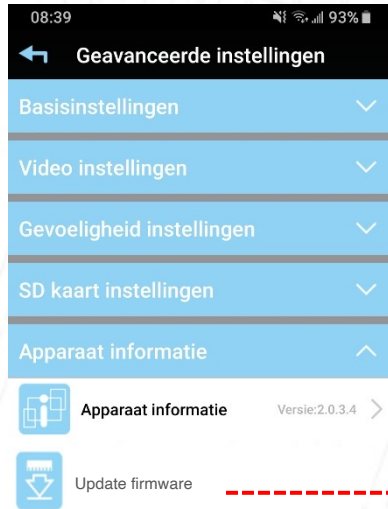 08:39 93%
Geavanceerde instellingen
Basisinstellingen
Video instellingen
Gevoeligheid instellingen
SD kaart instellingen
Apparaat informatie
Apparaat informatie Versie:2.0.3.4
Update firmware